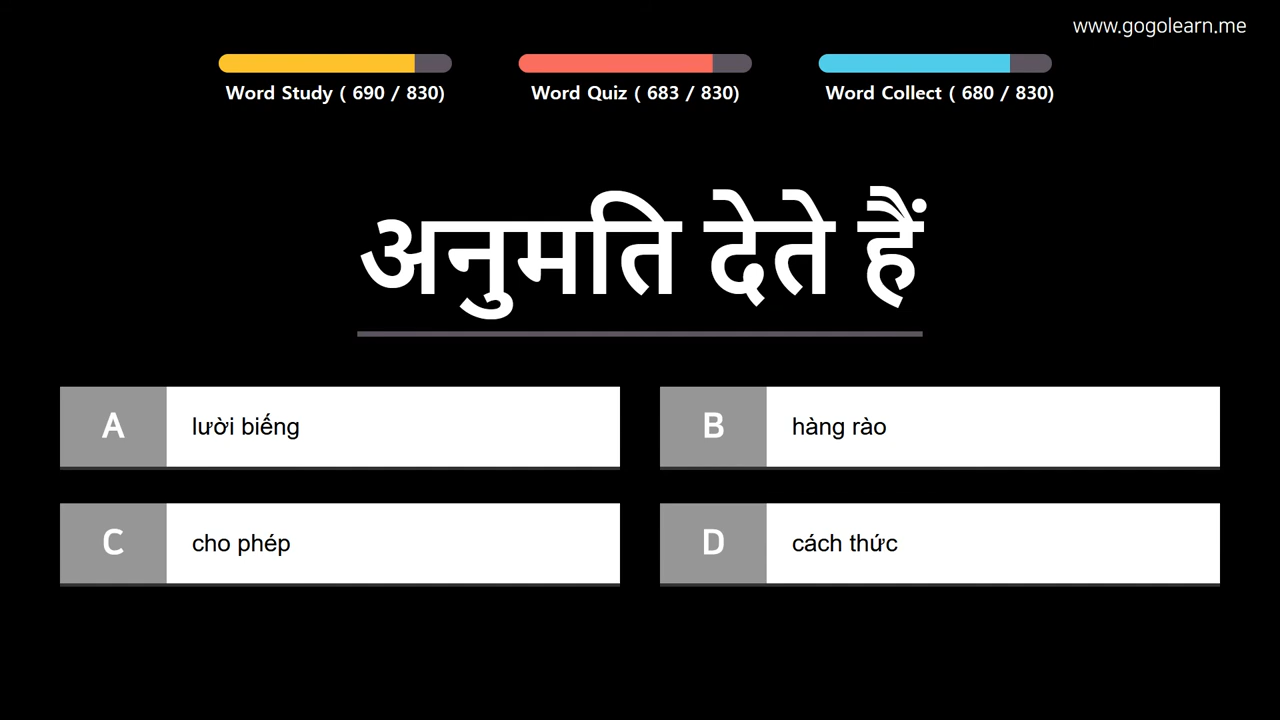 www.gogolearn.me
Word Study ( 690 / 830)
Word Quiz ( 683 / 830)
Word Collect ( 680 / 830)
अनुमति देते हैं
A
lười biếng
B
hàng rào
C
cho phép
D
cách thức